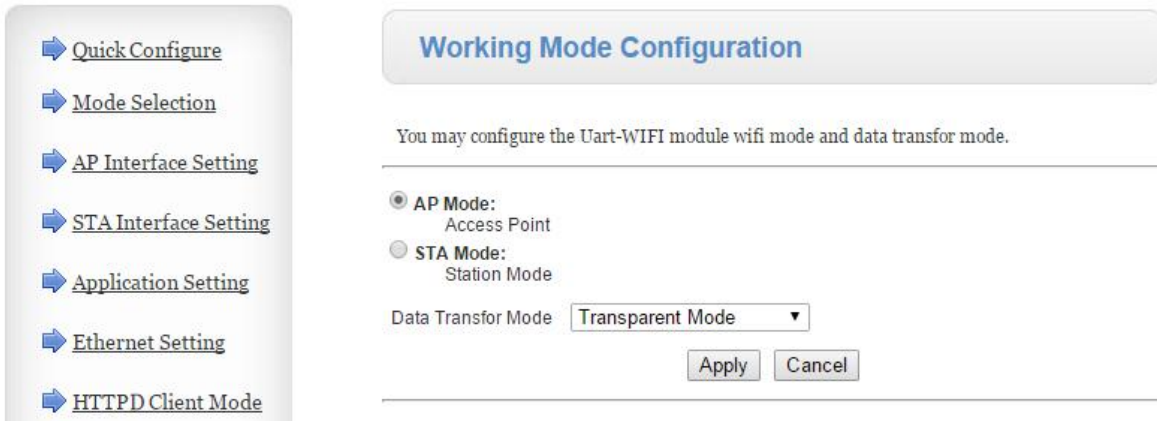 Quick Configure
Mode Selection
AP Interface Setting
STA Interface Setting
Application Setting
Ethernet Setting
HTTPD Client Mode
Working Mode Configuration
You may configure the Uart-WIFI module wifi mode and data transfor mode.
AP Mode:
Access Point
STA Mode:
Station Mode
Data Transfor Mode Transparent Mode
Apply Cancel